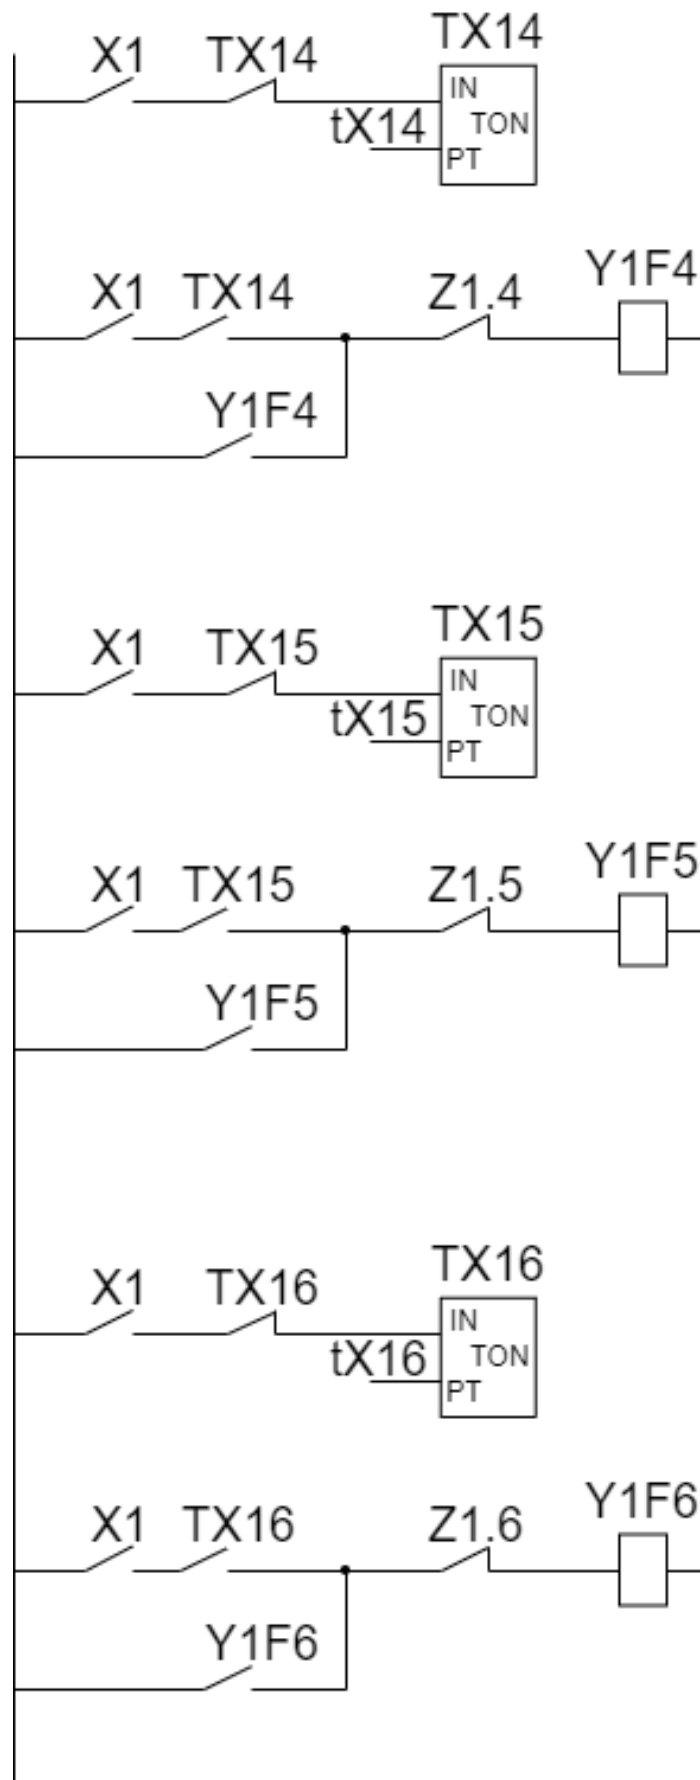 TX14
X1 TX14
IN
tX14 TON
PT
Y1F4
X1 TX14 Z1.4
Y1F4
TX15
X1 TX15
IN
tX15 TON
PT
Y1F5
X1 TX15 Z1.5
Y1F5
TX16
X1 TX16
IN
tX16 TON
PT
Y1F6
X1 TX16 Z1.6
Y1F6